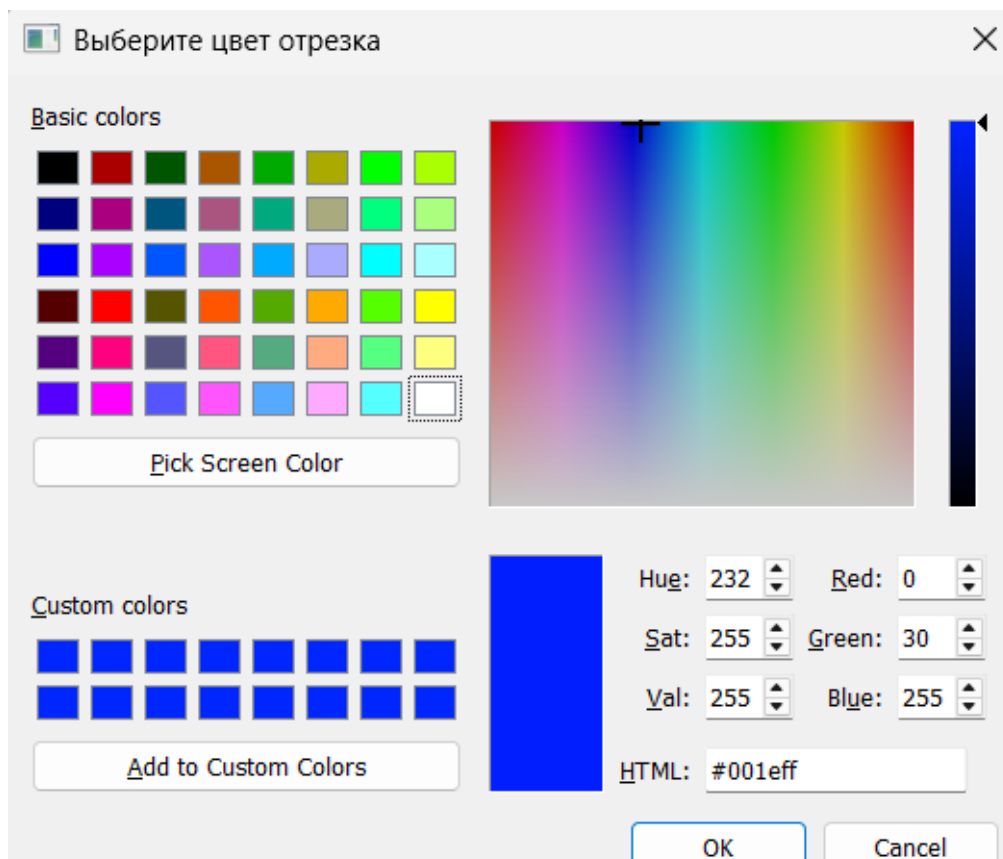 Выберите цвет отрезка
Basic colors
Pick Screen Color
Custom colors
Add to Custom Colors
Hue: 232 Red: 0
Sat: 255 Green: 30
Val: 255 Blue: 255
HTML: #001eff
OK Cancel